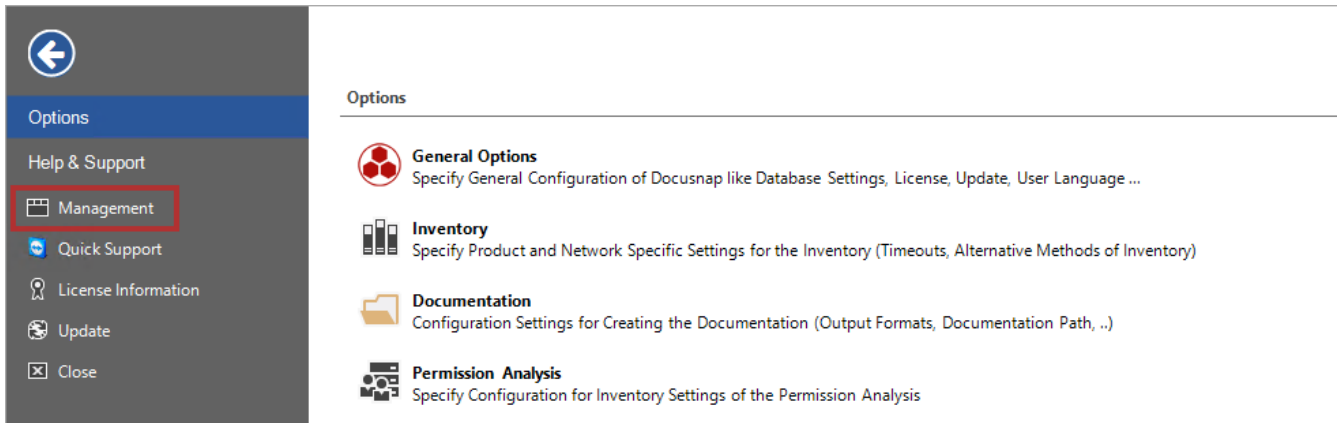 Options
Help & Support
Management
Quick Support
License Information
Update
Close
Options
General Options
Specify General Configuration of Docusnap like Database Settings, License, Update, User Language ...
Inventory
Specify Product and Network Specific Settings for the Inventory (Timeouts, Alternative Methods of Inventory)
Documentation
Configuration Settings for Creating the Documentation (Output Formats, Documentation Path, ..)
Permission Analysis
Specify Configuration for Inventory Settings of the Permission Analysis